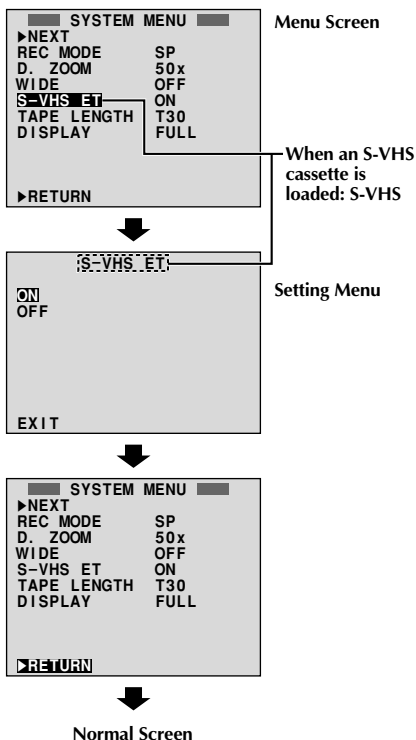 SYSTEM MENU
▶NEXT
REC MODE SP
D. ZOOM 50x
WIDE OFF
S–VHS ET ON
TAPE LENGTH T30
DISPLAY FULL
▶RETURN
Menu Screen
When an S-VHS
cassette is
loaded: S-VHS
S–VHS ET
ON
OFF
EXIT
Setting Menu
SYSTEM MENU
▶NEXT
REC MODE SP
D. ZOOM 50x
WIDE OFF
S–VHS ET ON
TAPE LENGTH T30
DISPLAY FULL
▶RETURN
Normal Screen